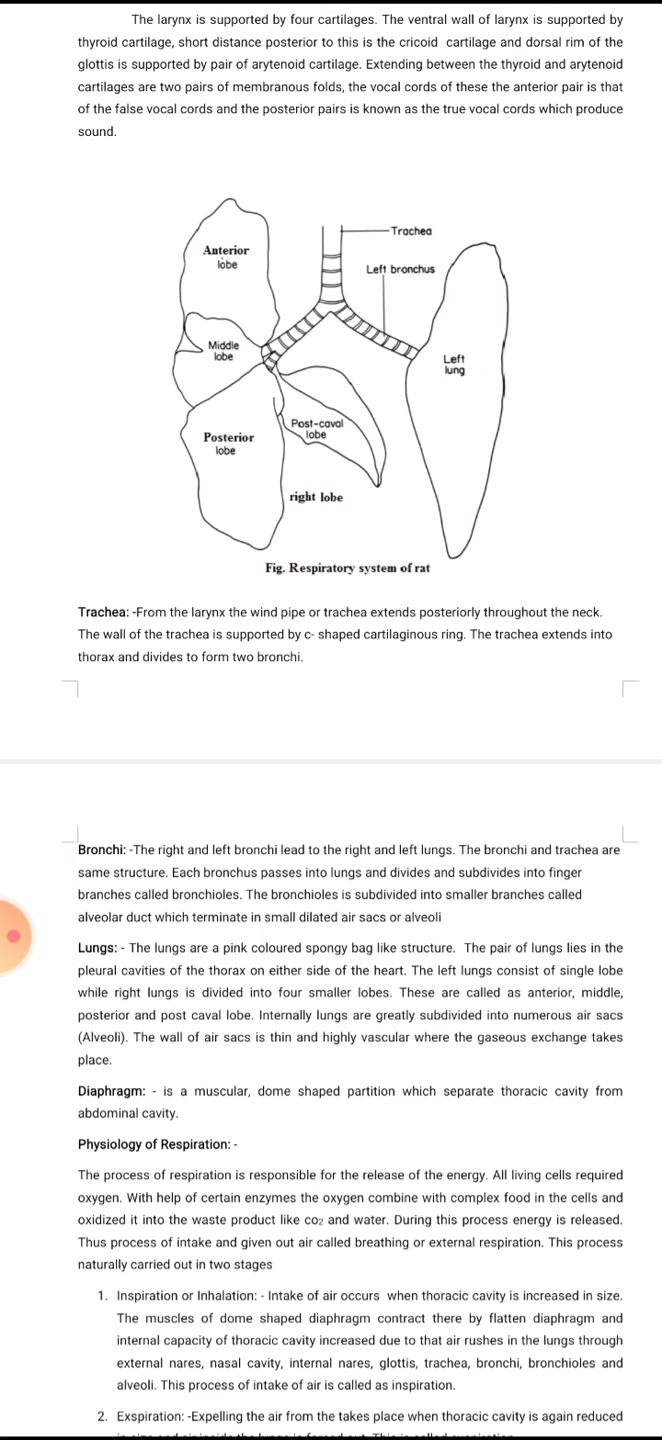 The larynx is supported by four cartilages. The ventral wall of larynx is supported by
thyroid cartilage, short distance posterior to this is the cricoid cartilage and dorsal rim of the
glottis is supported by pair of arytenoid cartilage. Extending between the thyroid and arytenoid
cartilages are two pairs of membranous folds, the vocal cords of these the anterior pair is that
of the false vocal cords and the posterior pairs is known as the true vocal cords which produce
sound.
Trachea
Anterior
lobe
Left bronchus
Middle
lobe
Left
lung
Post-caval
lobe
Posterior
lobe
right lobe
Fig. Respiratory system of rat
Trachea: -From the larynx the wind pipe or trachea extends posteriorly throughout the neck.
The wall of the trachea is supported by c- shaped cartilaginous ring. The trachea extends into
thorax and divides to form two bronchi.
Bronchi: -The right and left bronchi lead to the right and left lungs. The bronchi and trachea are
same structure. Each bronchus passes into lungs and divides and subdivides into finger
branches called bronchioles. The bronchioles is subdivided into smaller branches called
alveolar duct which terminate in small dilated air sacs or alveoli
Lungs: - The lungs are a pink coloured spongy bag like structure. The pair of lungs lies in the
pleural cavities of the thorax on either side of the heart. The left lungs consist of single lobe
while right lungs is divided into four smaller lobes. These are called as anterior, middle,
posterior and post caval lobe. Internally lungs are greatly subdivided into numerous air sacs
(Alveoli). The wall of air sacs is thin and highly vascular where the gaseous exchange takes
place.
Diaphragm: - is a muscular, dome shaped partition which separate thoracic cavity from
abdominal cavity.
Physiology of Respiration: -
The process of respiration is responsible for the release of the energy. All living cells required
oxygen. With help of certain enzymes the oxygen combine with complex food in the cells and
oxidized it into the waste product like co₂ and water. During this process energy is released.
Thus process of intake and given out air called breathing or external respiration. This process
naturally carried out in two stages
1. Inspiration or Inhalation: - Intake of air occurs when thoracic cavity is increased in size.
The muscles of dome shaped diaphragm contract there by flatten diaphragm and
internal capacity of thoracic cavity increased due to that air rushes in the lungs through
external nares, nasal cavity, internal nares, glottis, trachea, bronchi, bronchioles and
alveoli. This process of intake of air is called as inspiration.
2. Exspiration: -Expelling the air from the takes place when thoracic cavity is again reduced